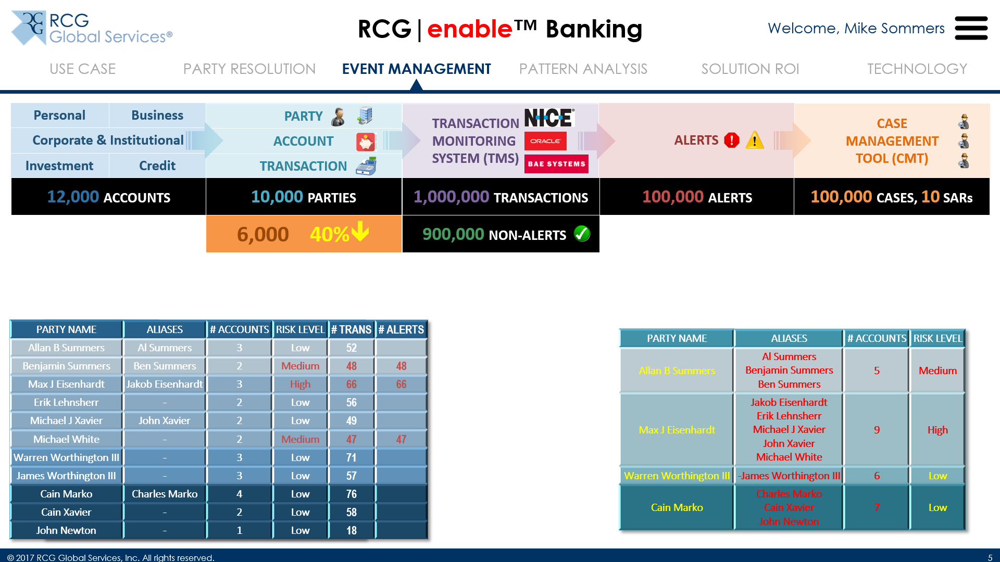 RCG
Global Services®
RCG|enable™ Banking
Welcome, Mike Sommers
USE CASE PARTY RESOLUTION EVENT MANAGEMENT PATTERN ANALYSIS SOLUTION ROI TECHNOLOGY
Personal Business
Corporate & Institutional
Investment Credit
PARTY
ACCOUNT
TRANSACTION
TRANSACTION
MONITORING
SYSTEM (TMS)
NICE®
ORACLE®
BAE SYSTEMS
ALERTS
CASE
MANAGEMENT
TOOL (CMT)
12,000 ACCOUNTS 10,000 PARTIES 1,000,000 TRANSACTIONS 100,000 ALERTS 100,000 CASES, 10 SARs
6,000 40% 900,000 NON-ALERTS
PARTY NAME ALIASES # ACCOUNTS RISK LEVEL # TRANS # ALERTS
Allan B Summers Al Summers 3 Low 52
Benjamin Summers Ben Summers 2 Medium 48 48
Max J Eisenhardt Jakob Eisenhardt 3 High 66 66
Erik Lehnsherr - 2 Low 56
Michael J Xavier John Xavier 2 Low 49
Michael White - 2 Medium 47 47
Warren Worthington III - 3 Low 71
James Worthington III - 3 Low 57
Cain Marko Charles Marko 4 Low 76
Cain Xavier - 2 Low 58
John Newton - 1 Low 18
PARTY NAME ALIASES # ACCOUNTS RISK LEVEL
Al Summers
Allan B Summers Benjamin Summers 5 Medium
Ben Summers
Jakob Eisenhardt
Erik Lehnsherr
Max J Eisenhardt Michael J Xavier 9 High
John Xavier
Michael White
Warren Worthington III -James Worthington III 6 Low
Charles Marko
Cain Marko Cain Xavier 7 Low
John Newton
© 2017 RCG Global Services, Inc. All rights reserved. 5